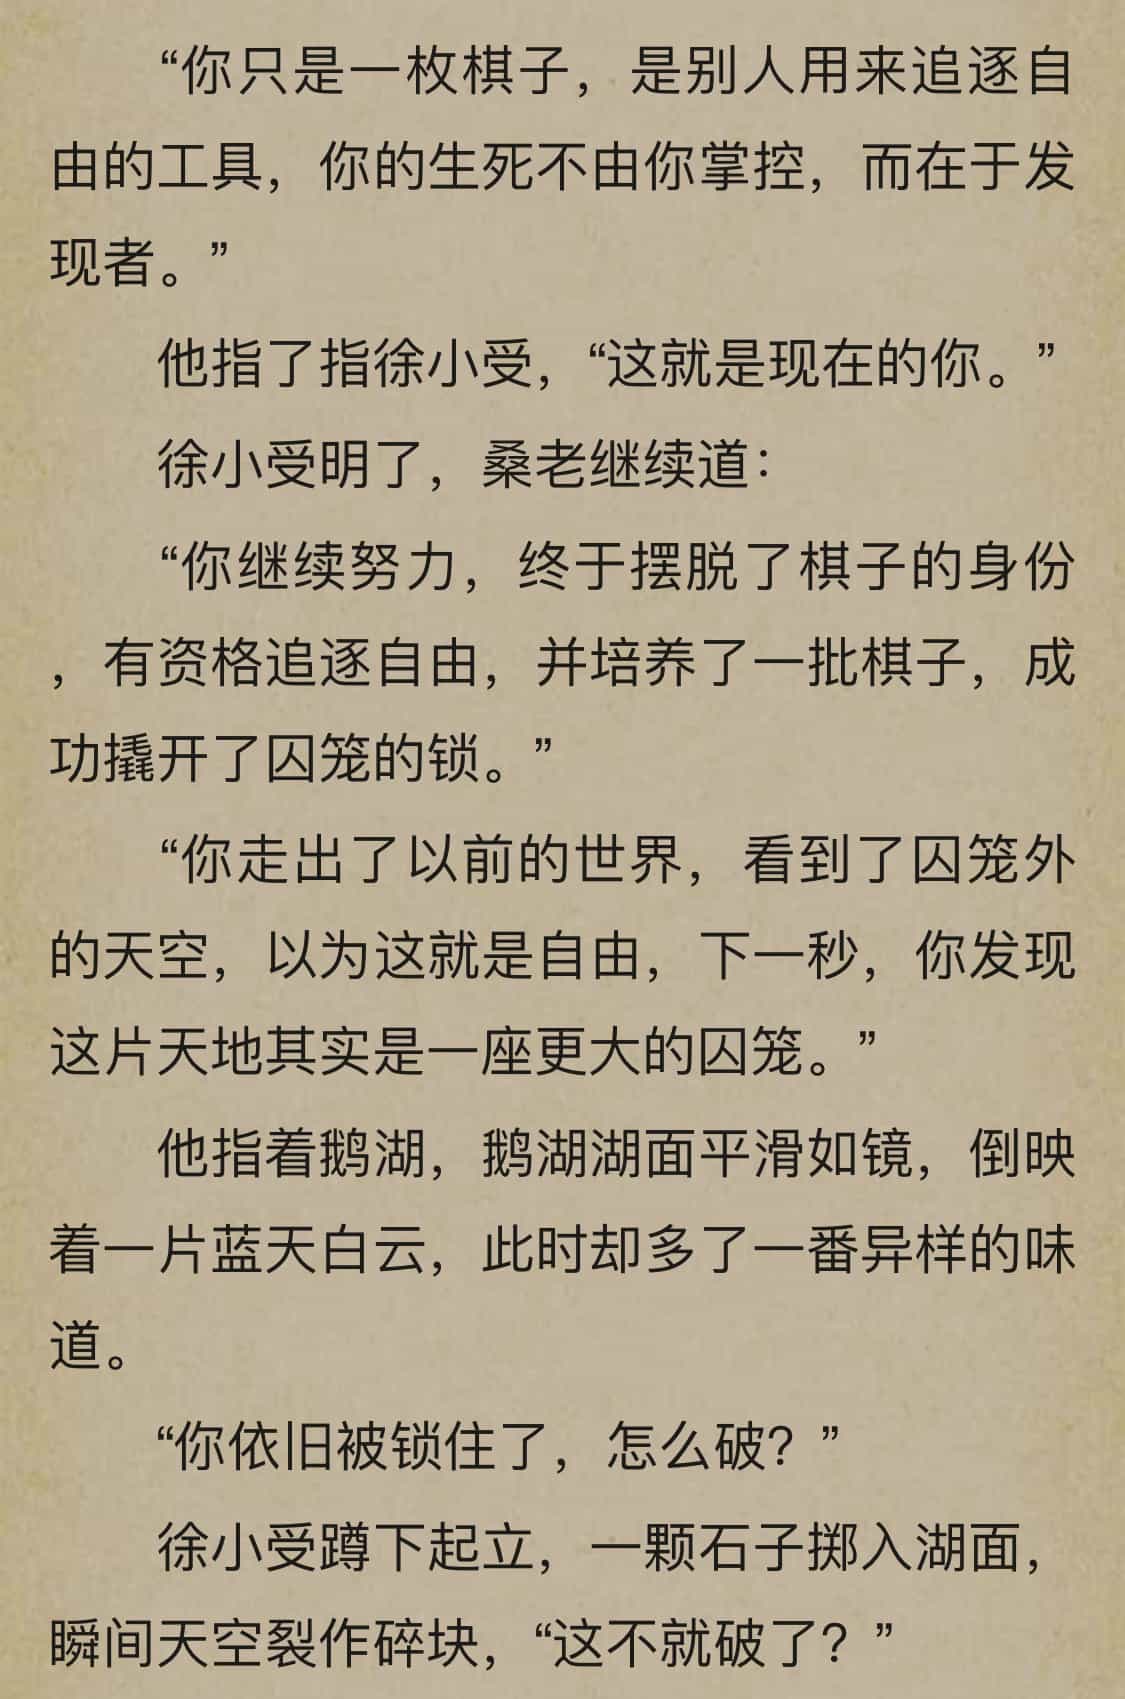 “你只是一枚棋子，是别人用来追逐自
由的工具，你的生死不由你掌控，而在于发
现者。”
他指了指徐小受，“这就是现在的你。”
徐小受明了，桑老继续道：
“你继续努力，终于摆脱了棋子的身份
，有资格追逐自由，并培养了一批棋子，成
功撬开了囚笼的锁。”
“你走出了以前的世界，看到了囚笼外
的天空，以为这就是自由，下一秒，你发现
这片天地其实是一座更大的囚笼。”
他指着鹅湖，鹅湖湖面平滑如镜，倒映
着一片蓝天白云，此时却多了一番异样的味
道。
“你依旧被锁住了，怎么破？”
徐小受蹲下起立，一颗石子掷入湖面，
瞬间天空裂作碎块，“这不就破了？”